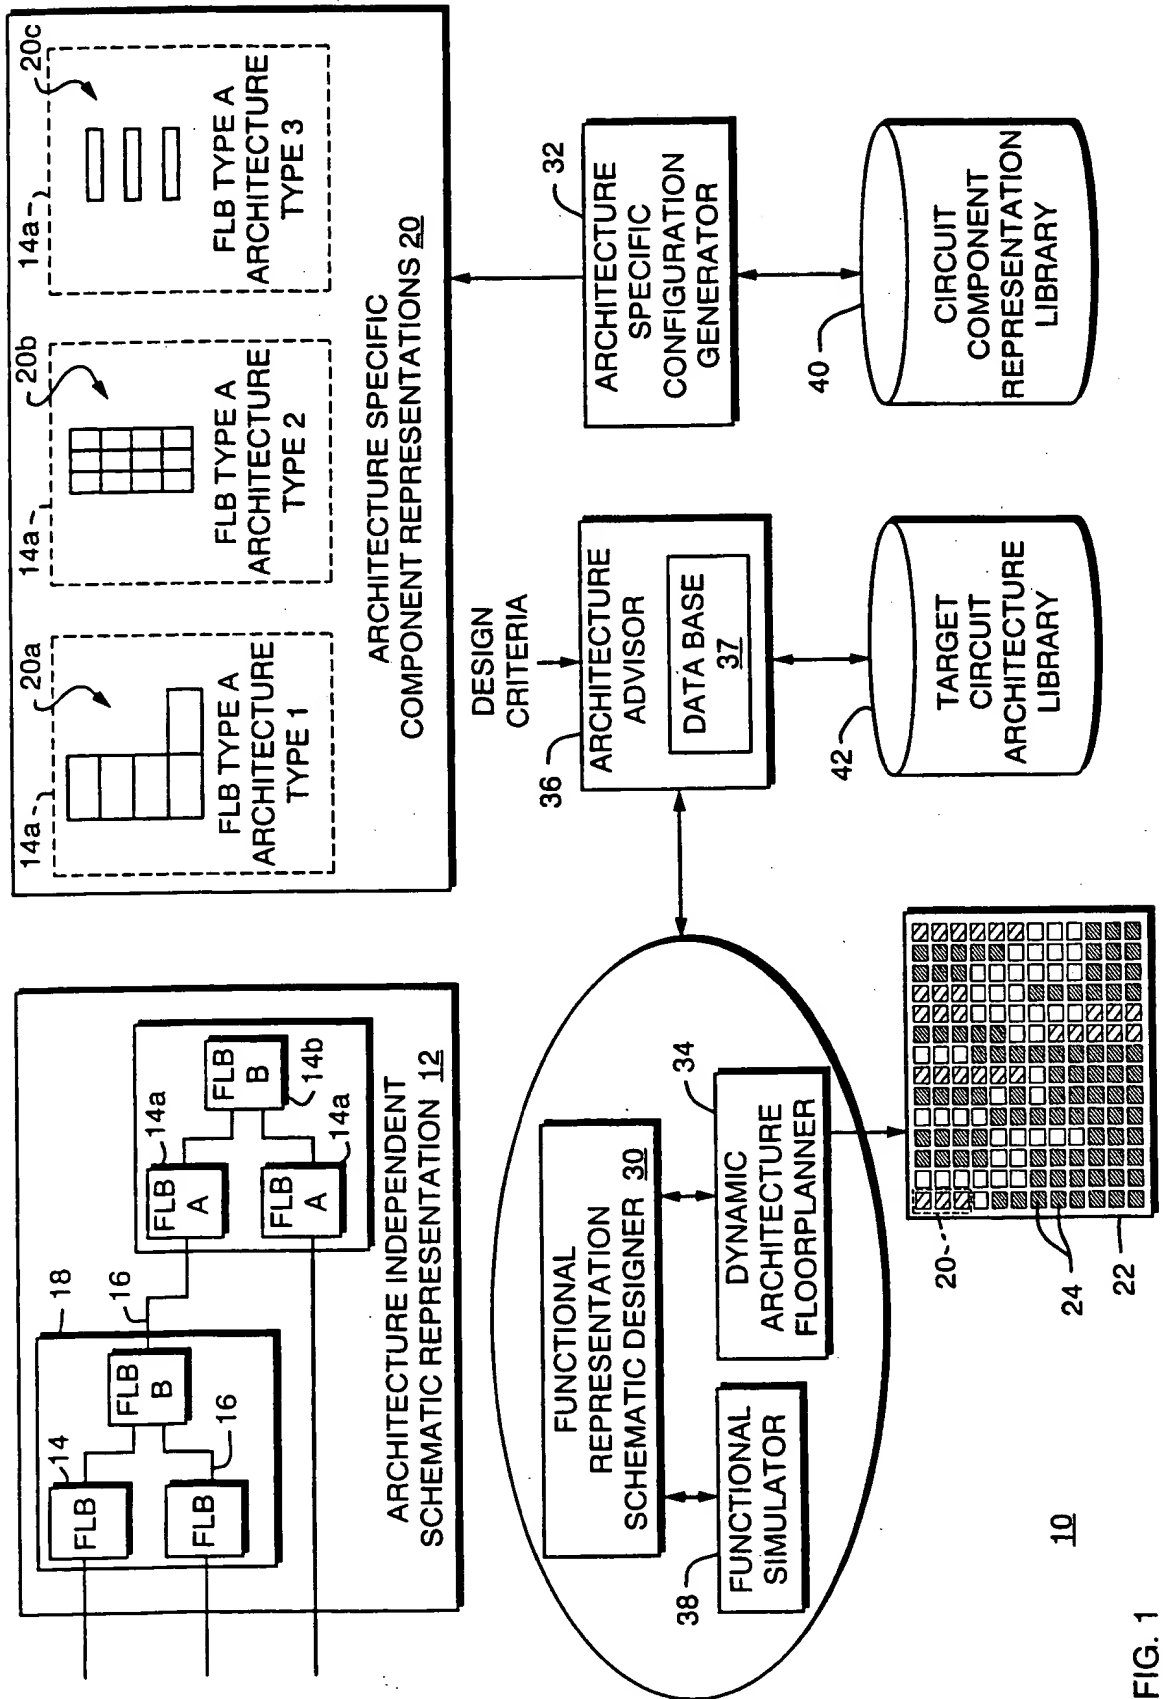 FLB
14
FLB
FLB
B
16
16
18
FLB
A
14a
FLB
A
14a
FLB
B
14b
ARCHITECTURE INDEPENDENT
SCHEMATIC REPRESENTATION 12
14a
20a
FLB TYPE A
ARCHITECTURE
TYPE 1
14a
20b
FLB TYPE A
ARCHITECTURE
TYPE 2
14a
20c
FLB TYPE A
ARCHITECTURE
TYPE 3
ARCHITECTURE SPECIFIC
COMPONENT REPRESENTATIONS 20
FUNCTIONAL
REPRESENTATION
SCHEMATIC DESIGNER 30
38
FUNCTIONAL
SIMULATOR
34
DYNAMIC
ARCHITECTURE
FLOORPLANNER
DESIGN
CRITERIA
36
ARCHITECTURE
ADVISOR
DATA BASE
37
32
ARCHITECTURE
SPECIFIC
CONFIGURATION
GENERATOR
20
24
22
42
TARGET
CIRCUIT
ARCHITECTURE
LIBRARY
40
CIRCUIT
COMPONENT
REPRESENTATION
LIBRARY
10
FIG. 1